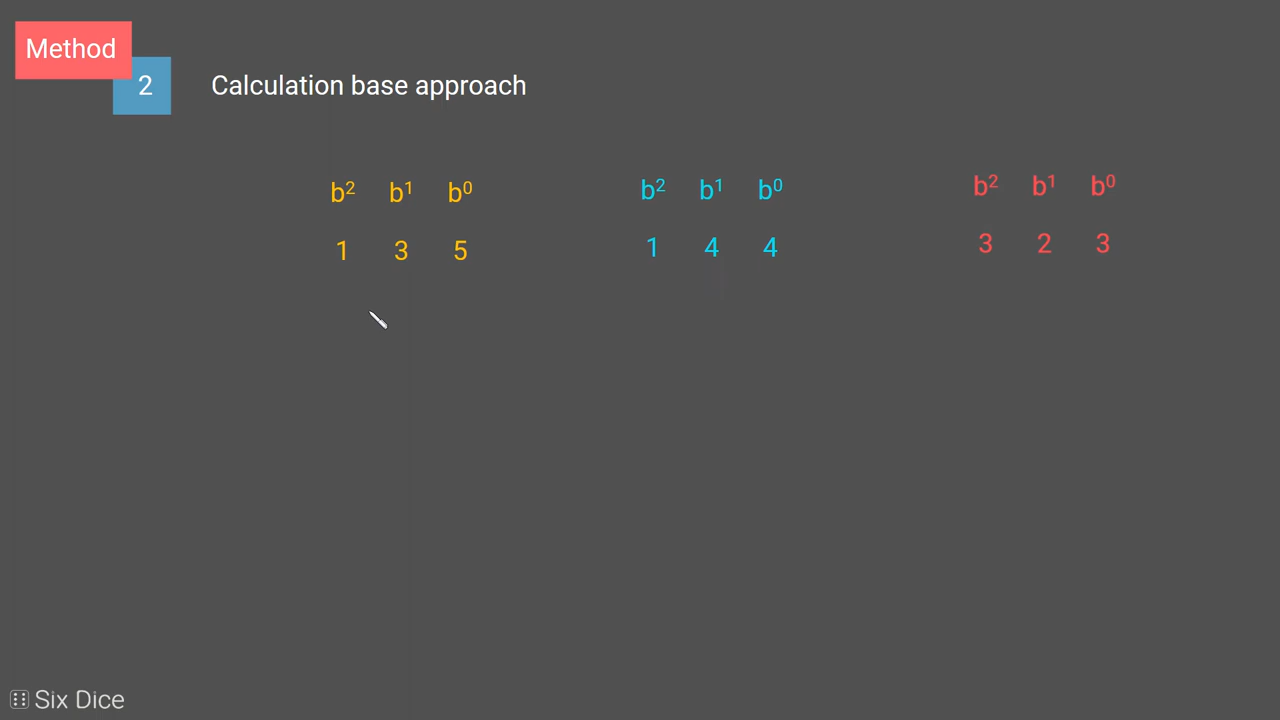 Method
2 Calculation base approach
b² b¹ b⁰ b² b¹ b⁰ b² b¹ b⁰
1 3 5 1 4 4 3 2 3
Six Dice